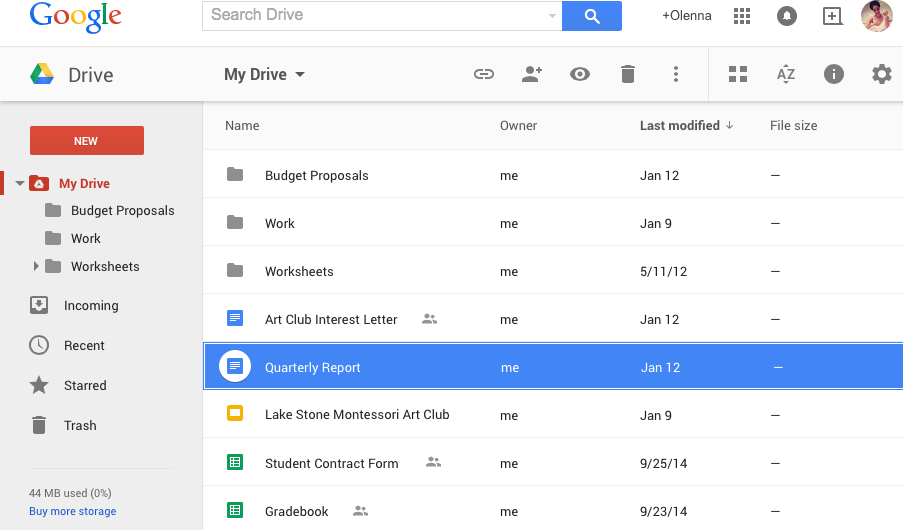 Google
Search Drive
+Olenna
Drive
My Drive
AZ
Name Owner Last modified File size
NEW
My Drive
Budget Proposals
Work
Worksheets
Incoming
Recent
Starred
Trash
44 MB used (0%)
Buy more storage
Budget Proposals me Jan 12 —
Work me Jan 9 —
Worksheets me 5/11/12 —
Art Club Interest Letter me Jan 12 —
Quarterly Report me Jan 12 —
Lake Stone Montessori Art Club me Jan 9 —
Student Contract Form me 9/25/14 —
Gradebook me 9/23/14 —